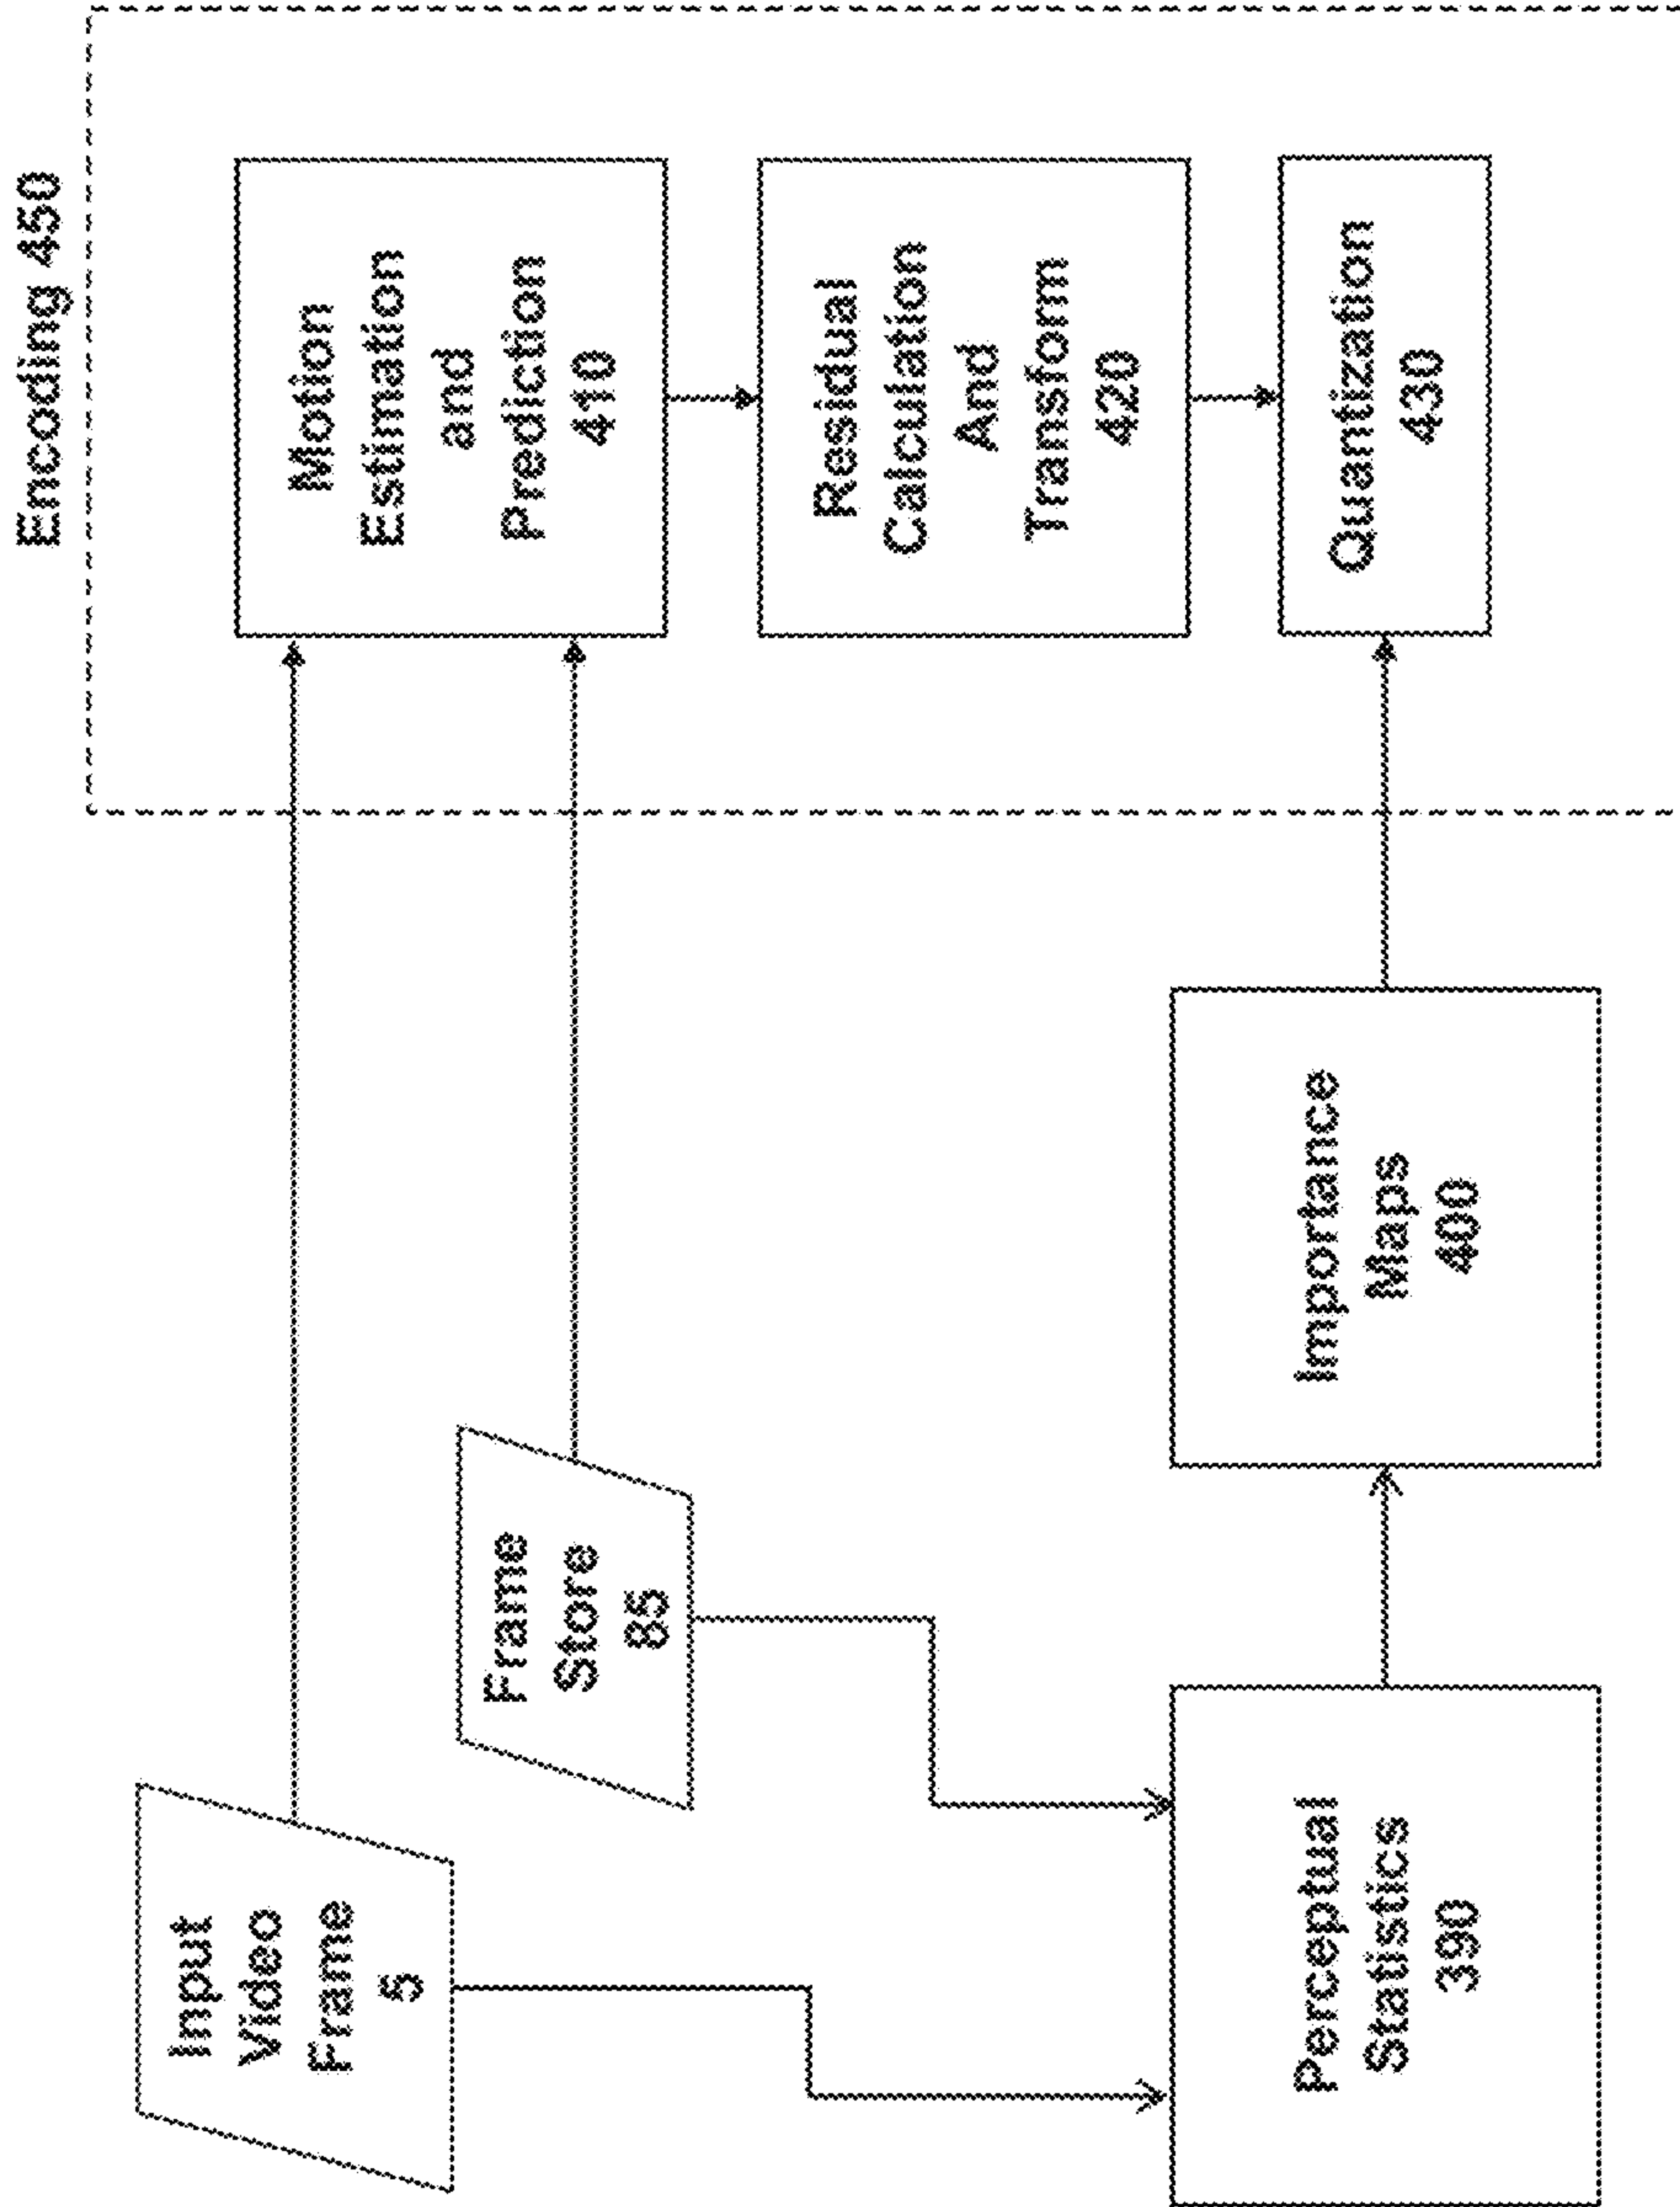 Encoding 450
Input
Video
Frame
5
Frame
Store
85
Motion
Estimation
and
Prediction
410
Residual
Calculation
And
Transform
420
Perceptual
Statistics
390
Importance
Maps
400
Quantization
430